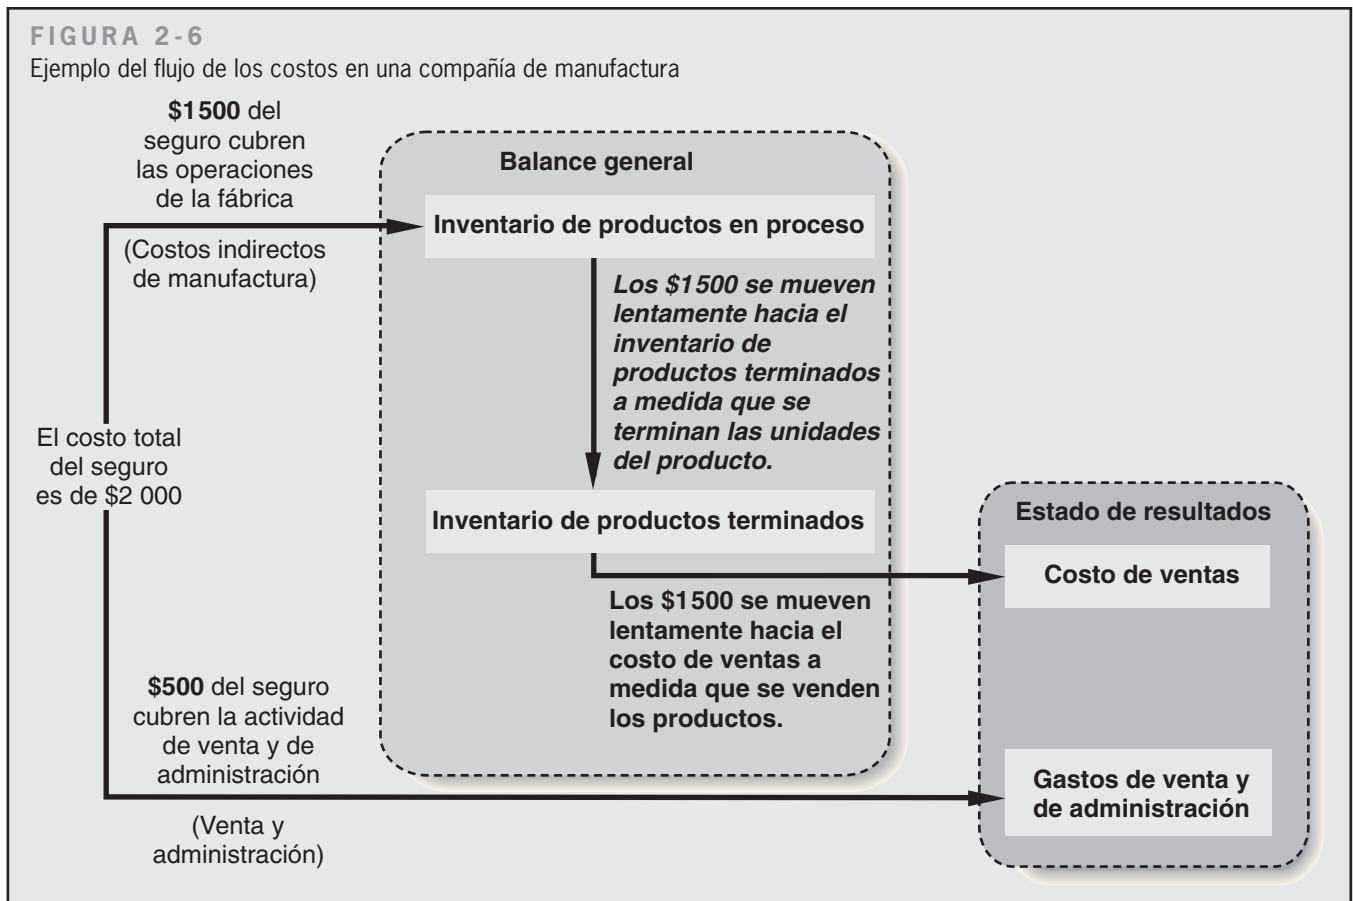 FIGURA 2-6
Ejemplo del flujo de los costos en una compañía de manufactura
$1500 del
seguro cubren
las operaciones
de la fábrica
(Costos indirectos
de manufactura)
Balance general
Inventario de productos en proceso
Los $1500 se mueven
lentamente hacia el
inventario de
productos terminados
a medida que se
terminan las unidades
del producto.
El costo total
del seguro
es de $2 000
Inventario de productos terminados
Los $1500 se mueven
lentamente hacia el
costo de ventas a
medida que se venden
los productos.
Estado de resultados
Costo de ventas
$500 del seguro
cubren la actividad
de venta y de
administración
(Venta y
administración)
Gastos de venta y
de administración